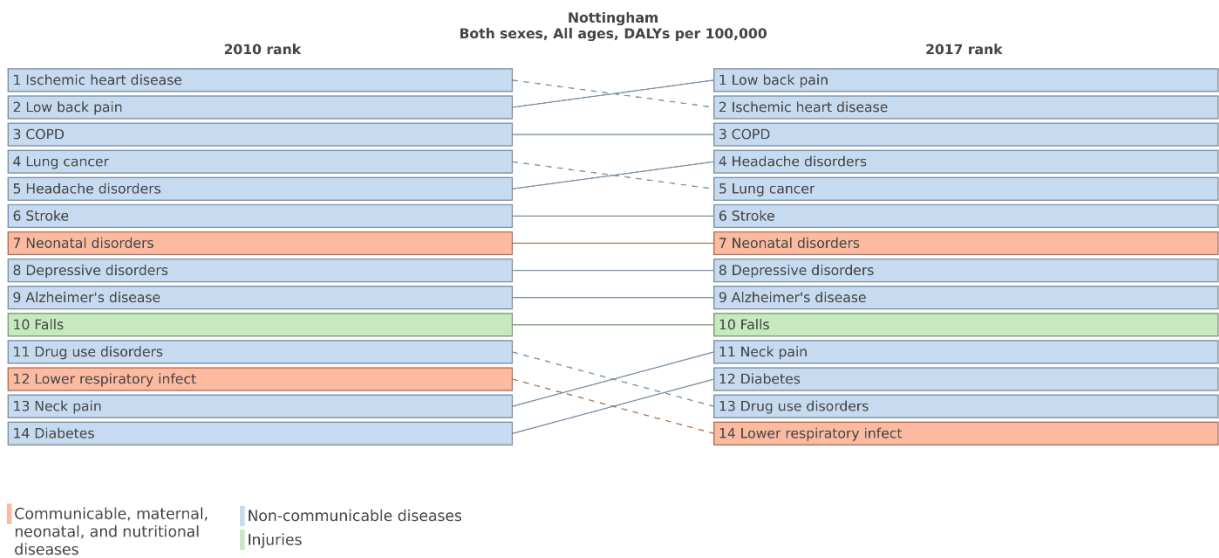 Nottingham
Both sexes, All ages, DALYs per 100,000
2010 rank
2017 rank
1 Ischemic heart disease
1 Low back pain
2 Low back pain
2 Ischemic heart disease
3 COPD
3 COPD
4 Lung cancer
4 Headache disorders
5 Headache disorders
5 Lung cancer
6 Stroke
6 Stroke
7 Neonatal disorders
7 Neonatal disorders
8 Depressive disorders
8 Depressive disorders
9 Alzheimer's disease
9 Alzheimer's disease
10 Falls
10 Falls
11 Drug use disorders
11 Neck pain
12 Lower respiratory infect
12 Diabetes
13 Neck pain
13 Drug use disorders
14 Diabetes
14 Lower respiratory infect
Communicable, maternal,
neonatal, and nutritional
diseases
Non-communicable diseases
Injuries